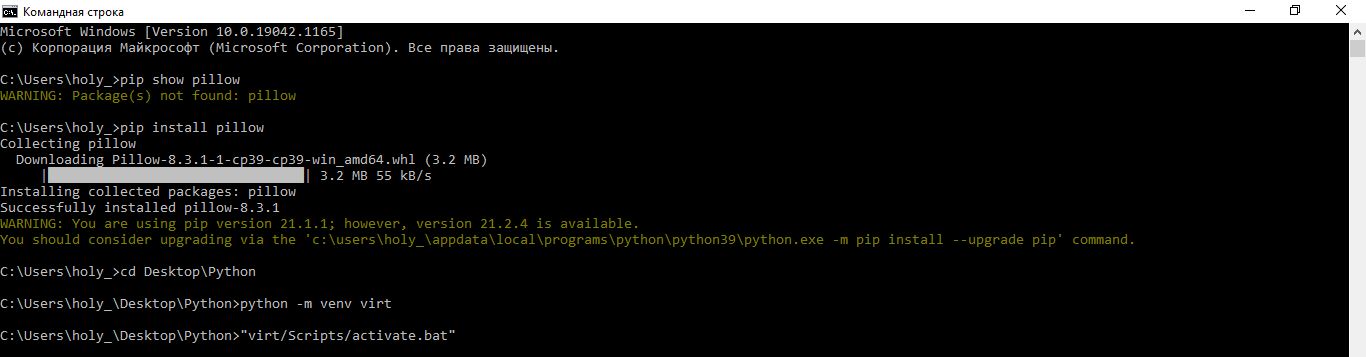 Командная строка
Microsoft Windows [Version 10.0.19042.1165]
(c) Корпорация Майкрософт (Microsoft Corporation). Все права защищены.
C:\Users\holy_>pip show pillow
WARNING: Package(s) not found: pillow
C:\Users\holy_>pip install pillow
Collecting pillow
  Downloading Pillow-8.3.1-1-cp39-cp39-win_amd64.whl (3.2 MB)
     |████████████████████████████████| 3.2 MB 55 kB/s
Installing collected packages: pillow
Successfully installed pillow-8.3.1
WARNING: You are using pip version 21.1.1; however, version 21.2.4 is available.
You should consider upgrading via the 'c:\users\holy_\appdata\local\programs\python\python39\python.exe -m pip install --upgrade pip' command.
C:\Users\holy_>cd Desktop\Python
C:\Users\holy_\Desktop\Python>python -m venv virt
C:\Users\holy_\Desktop\Python>"virt/Scripts/activate.bat"